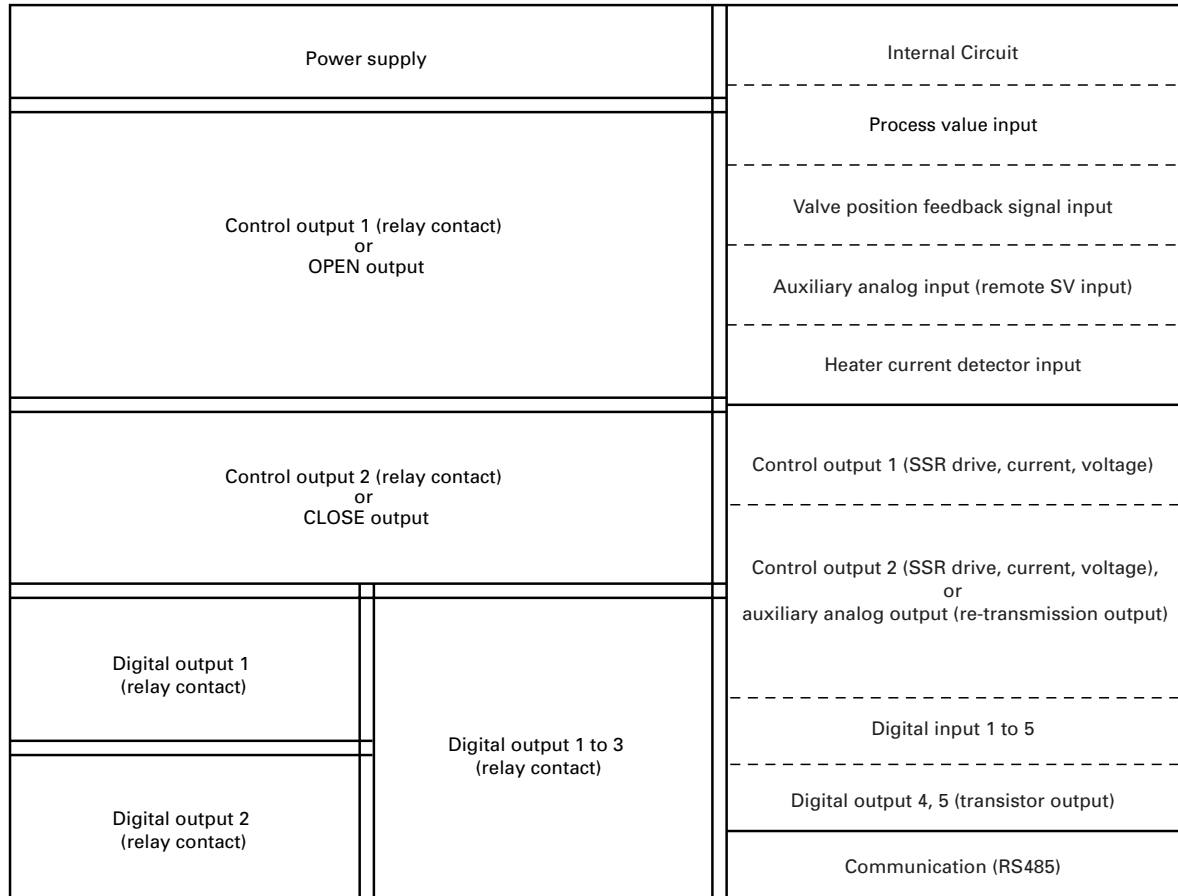 Power supply
Control output 1 (relay contact)
or
OPEN output
Control output 2 (relay contact)
or
CLOSE output
Digital output 1
(relay contact)
Digital output 2
(relay contact)
Digital output 1 to 3
(relay contact)
Internal Circuit
Process value input
Valve position feedback signal input
Auxiliary analog input (remote SV input)
Heater current detector input
Control output 1 (SSR drive, current, voltage)
Control output 2 (SSR drive, current, voltage),
or
auxiliary analog output (re-transmission output)
Digital input 1 to 5
Digital output 4, 5 (transistor output)
Communication (RS485)